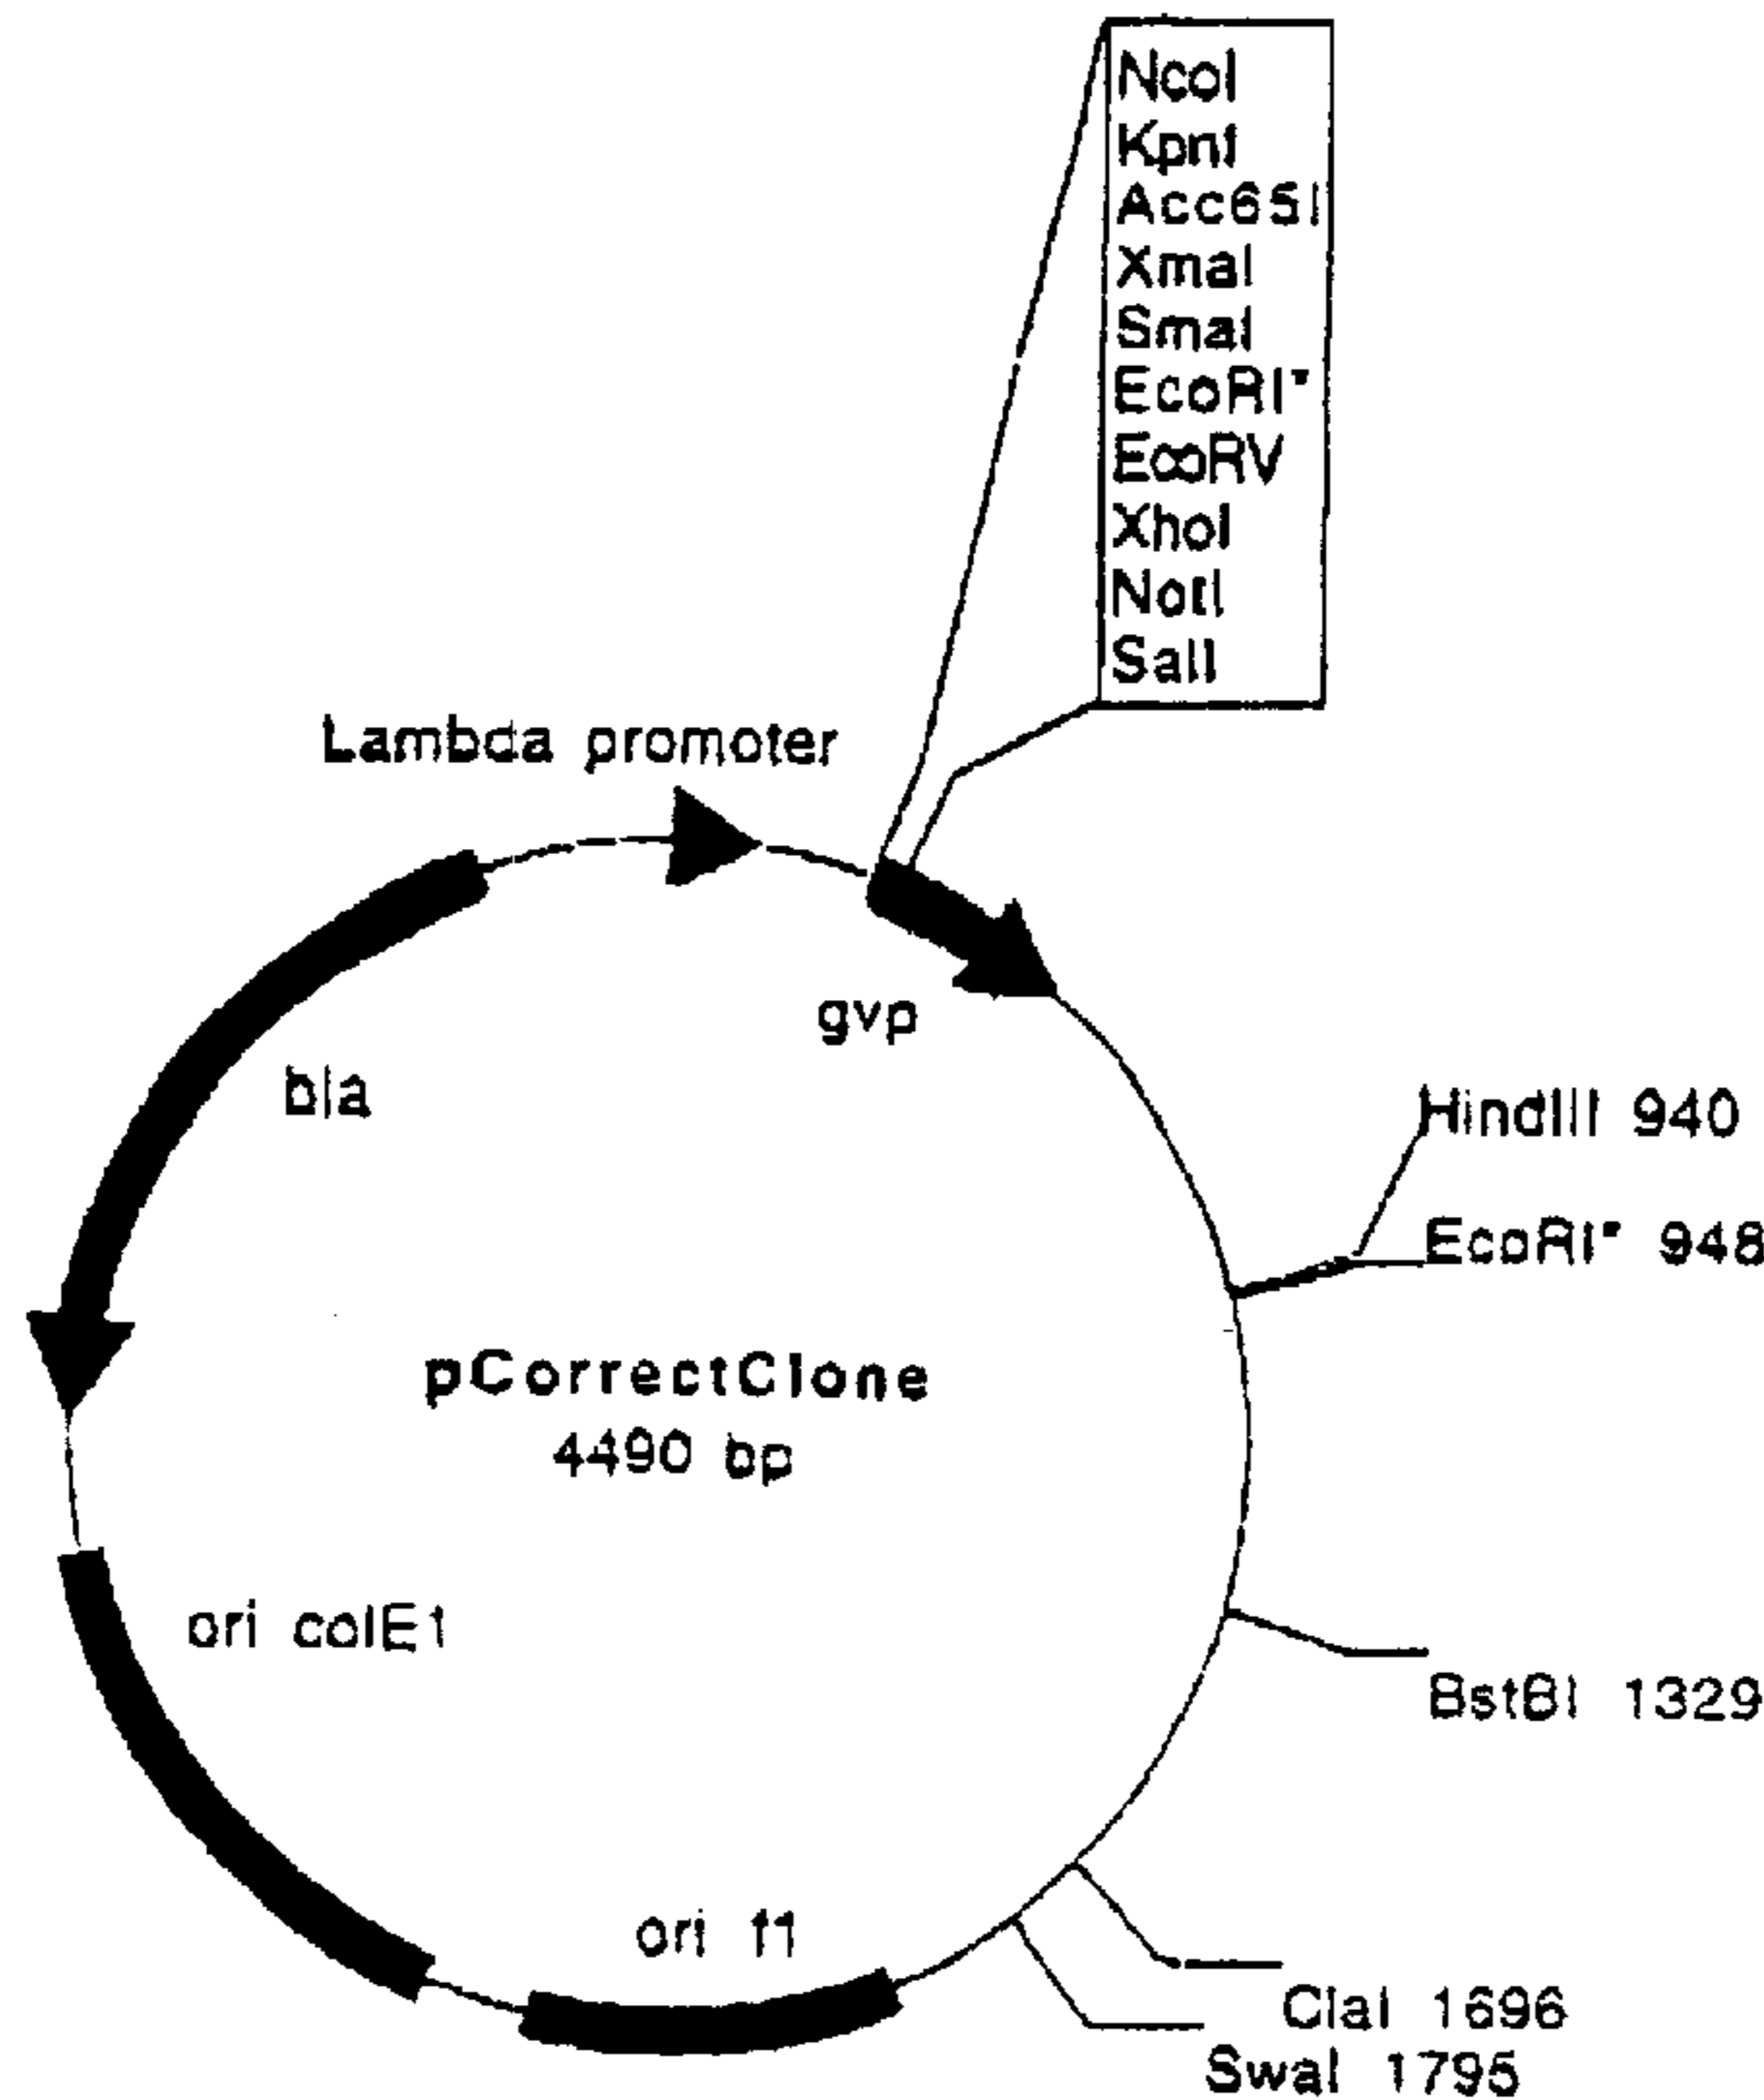 NcoI
KpnI
Acc65I
XmaI
SmaI
EcoRI*
EcoRV
XhoI
NotI
SalI
Lambda promoter
gvp
bla
HindIII 940
EcoRI* 948
pCorrectClone
4490 bp
BstBI 1329
ori colE1
ori f1
ClaI 1696
SwaI 1795